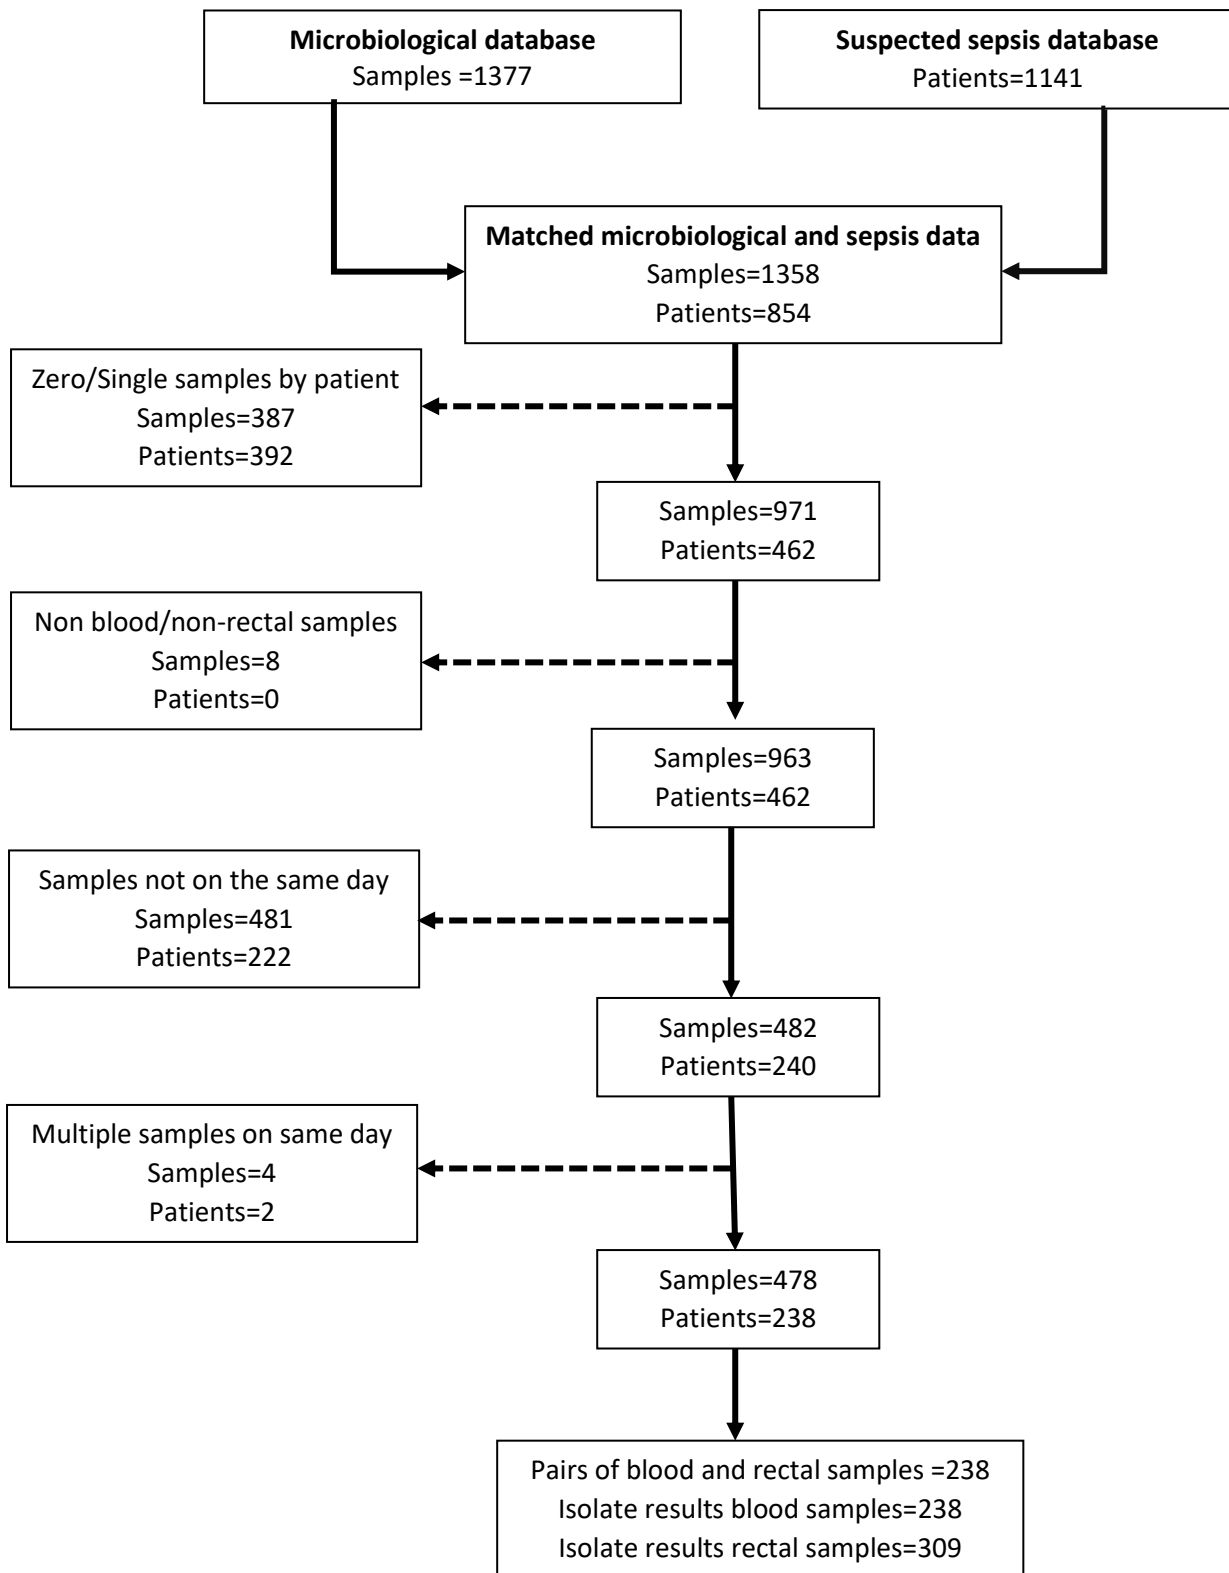 Microbiological database
Samples =1377
Suspected sepsis database
Patients=1141
Matched microbiological and sepsis data
Samples=1358
Patients=854
Zero/Single samples by patient
Samples=387
Patients=392
Samples=971
Patients=462
Non blood/non-rectal samples
Samples=8
Patients=0
Samples=963
Patients=462
Samples not on the same day
Samples=481
Patients=222
Samples=482
Patients=240
Multiple samples on same day
Samples=4
Patients=2
Samples=478
Patients=238
Pairs of blood and rectal samples =238
Isolate results blood samples=238
Isolate results rectal samples=309